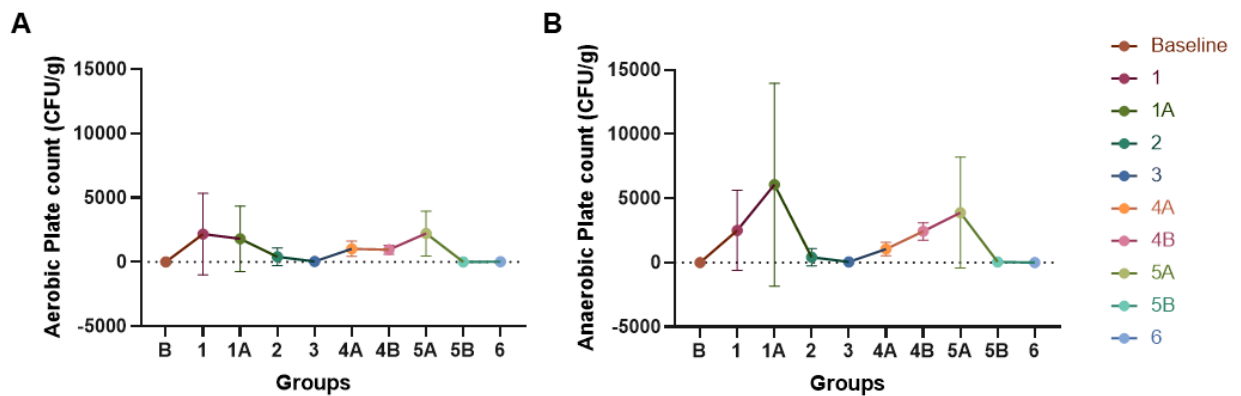 A
Aerobic Plate count (CFU/g)
15000
10000
5000
0
-5000
B 1 1A 2 3 4A 4B 5A 5B 6
Groups
B
Anaerobic Plate count (CFU/g)
15000
10000
5000
0
-5000
B 1 1A 2 3 4A 4B 5A 5B 6
Groups
Baseline
1
1A
2
3
4A
4B
5A
5B
6